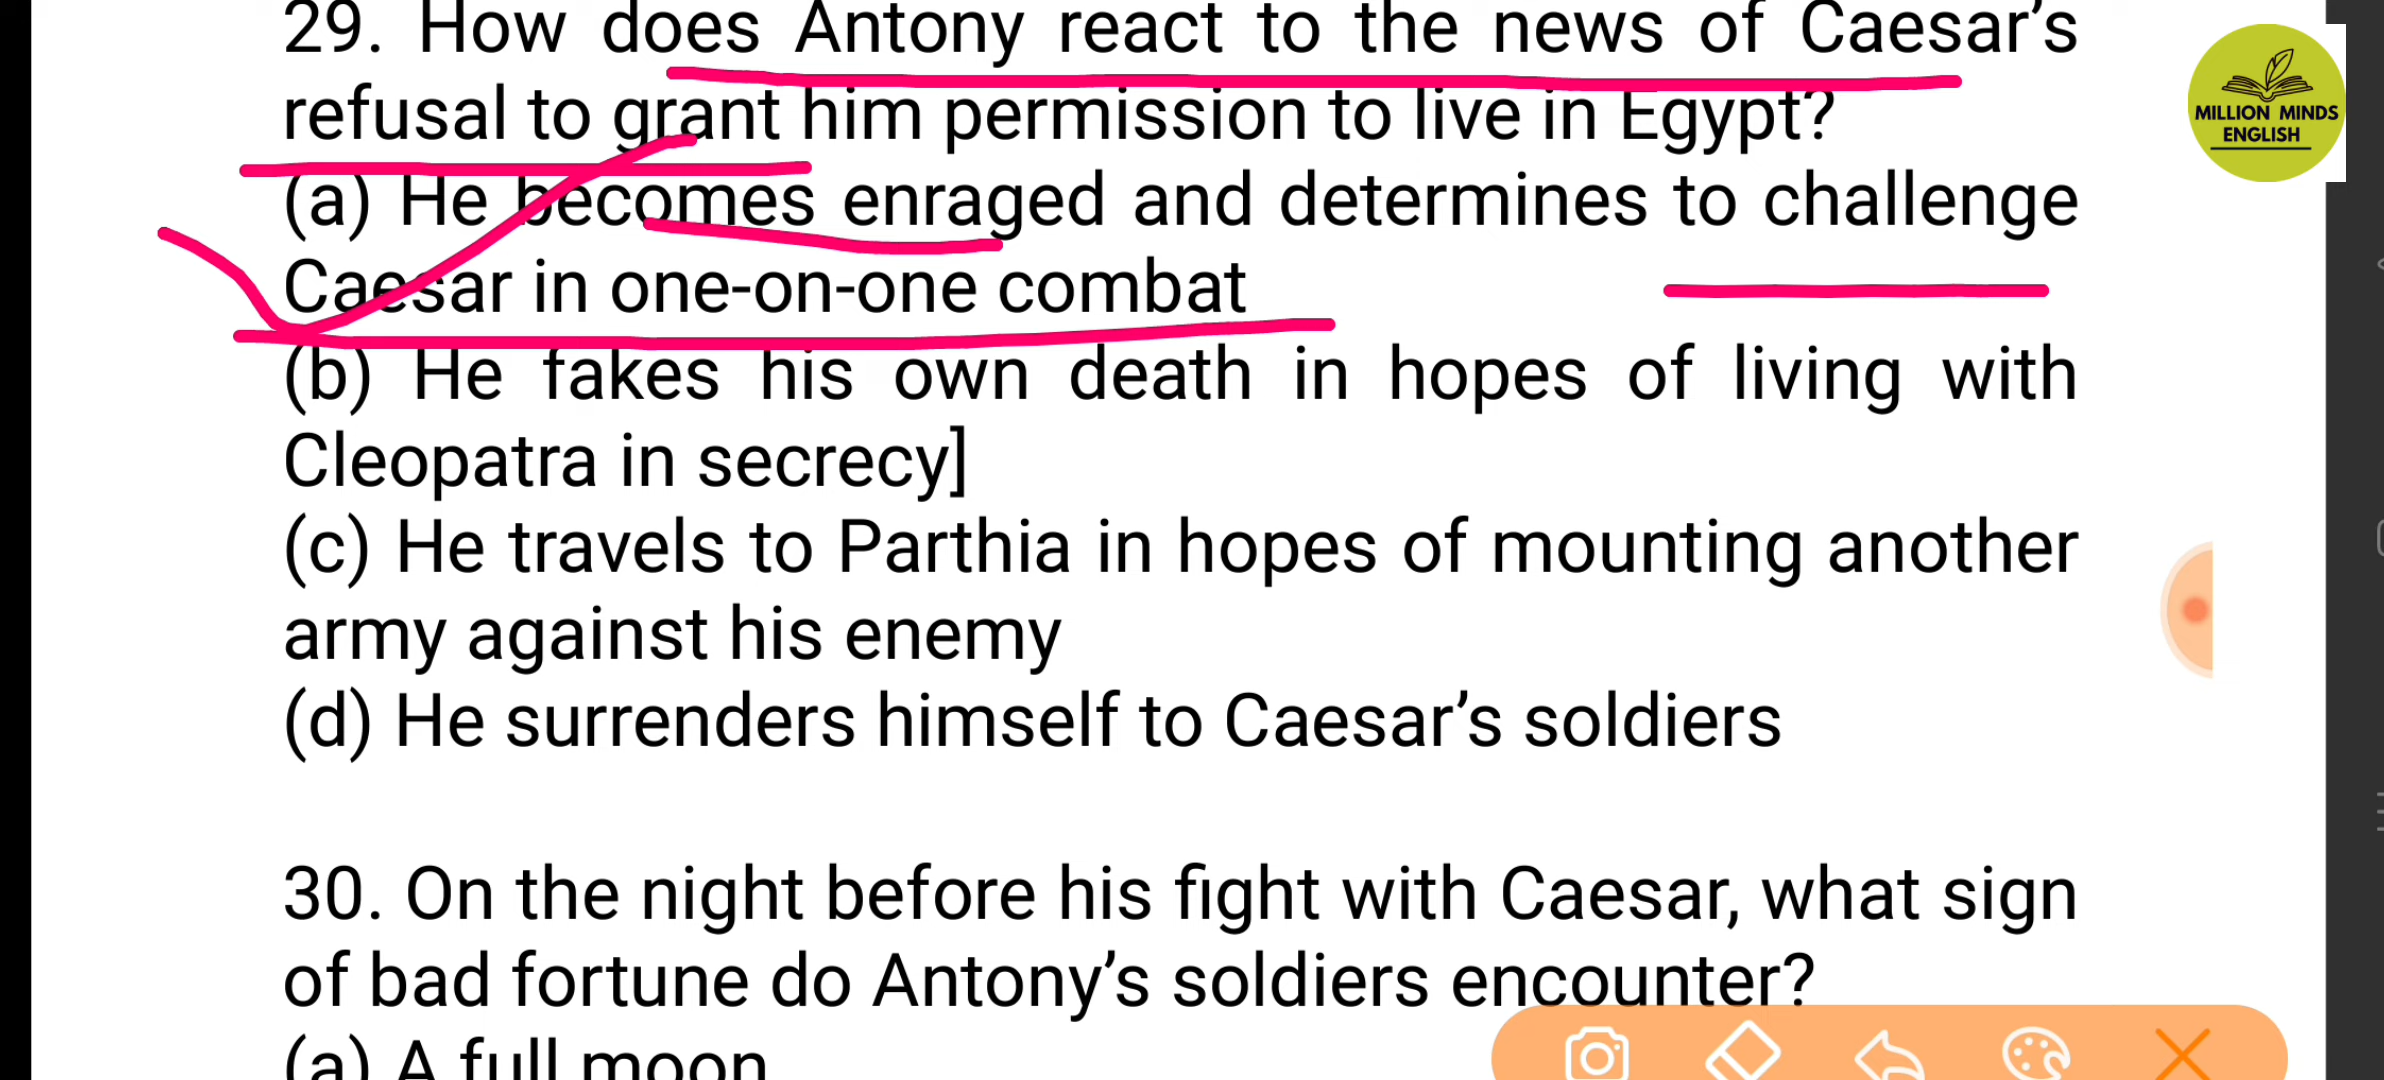 29. How does Antony react to the news of Caesar's
refusal to grant him permission to live in Egypt?
(a) He becomes enraged and determines to challenge
Caesar in one-on-one combat
(b) He fakes his own death in hopes of living with
Cleopatra in secrecy]
(c) He travels to Parthia in hopes of mounting another
army against his enemy
(d) He surrenders himself to Caesar’s soldiers
30. On the night before his fight with Caesar, what sign
of bad fortune do Antony’s soldiers encounter?
(a) A full moon
MILLION MINDS
ENGLISH